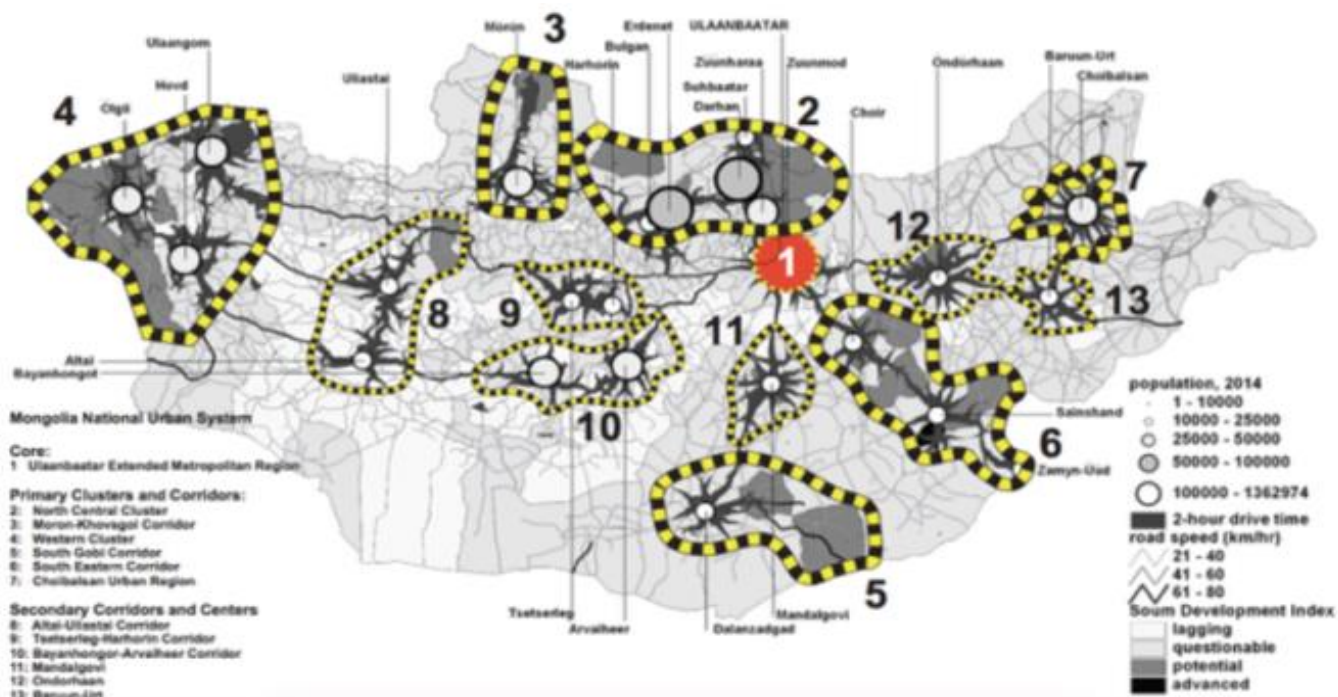 Ulaangom
Hovd
Olgii
Uliastai
Altai
Bayanhongot
Mönün
3
Harhorin
Bulgan
Erdenet
ULAANBAATAR
Zuunharaa
Suhbaatar
Darhan
Zuunmod
2
Choir
Ondorhaan
Baruun-Urt
Choibalsan
4
7
12
1
8
9
13
11
10
6
5
Sainshand
Zamyn-Uud
Tsetserleg
Arvaiheer
Dalanzadgad
Mandalgovi
Mongolia National Urban System
Core:
1 Ulaanbaatar Extended Metropolitan Region
Primary Clusters and Corridors:
2: North Central Cluster
3: Moron-Khovsgol Corridor
4: Western Cluster
5: South Gobi Corridor
6: South Eastern Corridor
7: Choibalsan Urban Region
Secondary Corridors and Centers
8: Altai-Uliastai Corridor
9: Tsetserleg-Harhorin Corridor
10: Bayanhongor-Arvaiheer Corridor
11: Mandalgovi
12: Ondorhaan
13: Baruun-Urt
population, 2014
1 - 10000
10000 - 25000
25000 - 50000
50000 - 100000
100000 - 1362974
2-hour drive time
road speed (km/hr)
21 - 40
41 - 60
61 - 80
Soum Development Index
lagging
questionable
potential
advanced